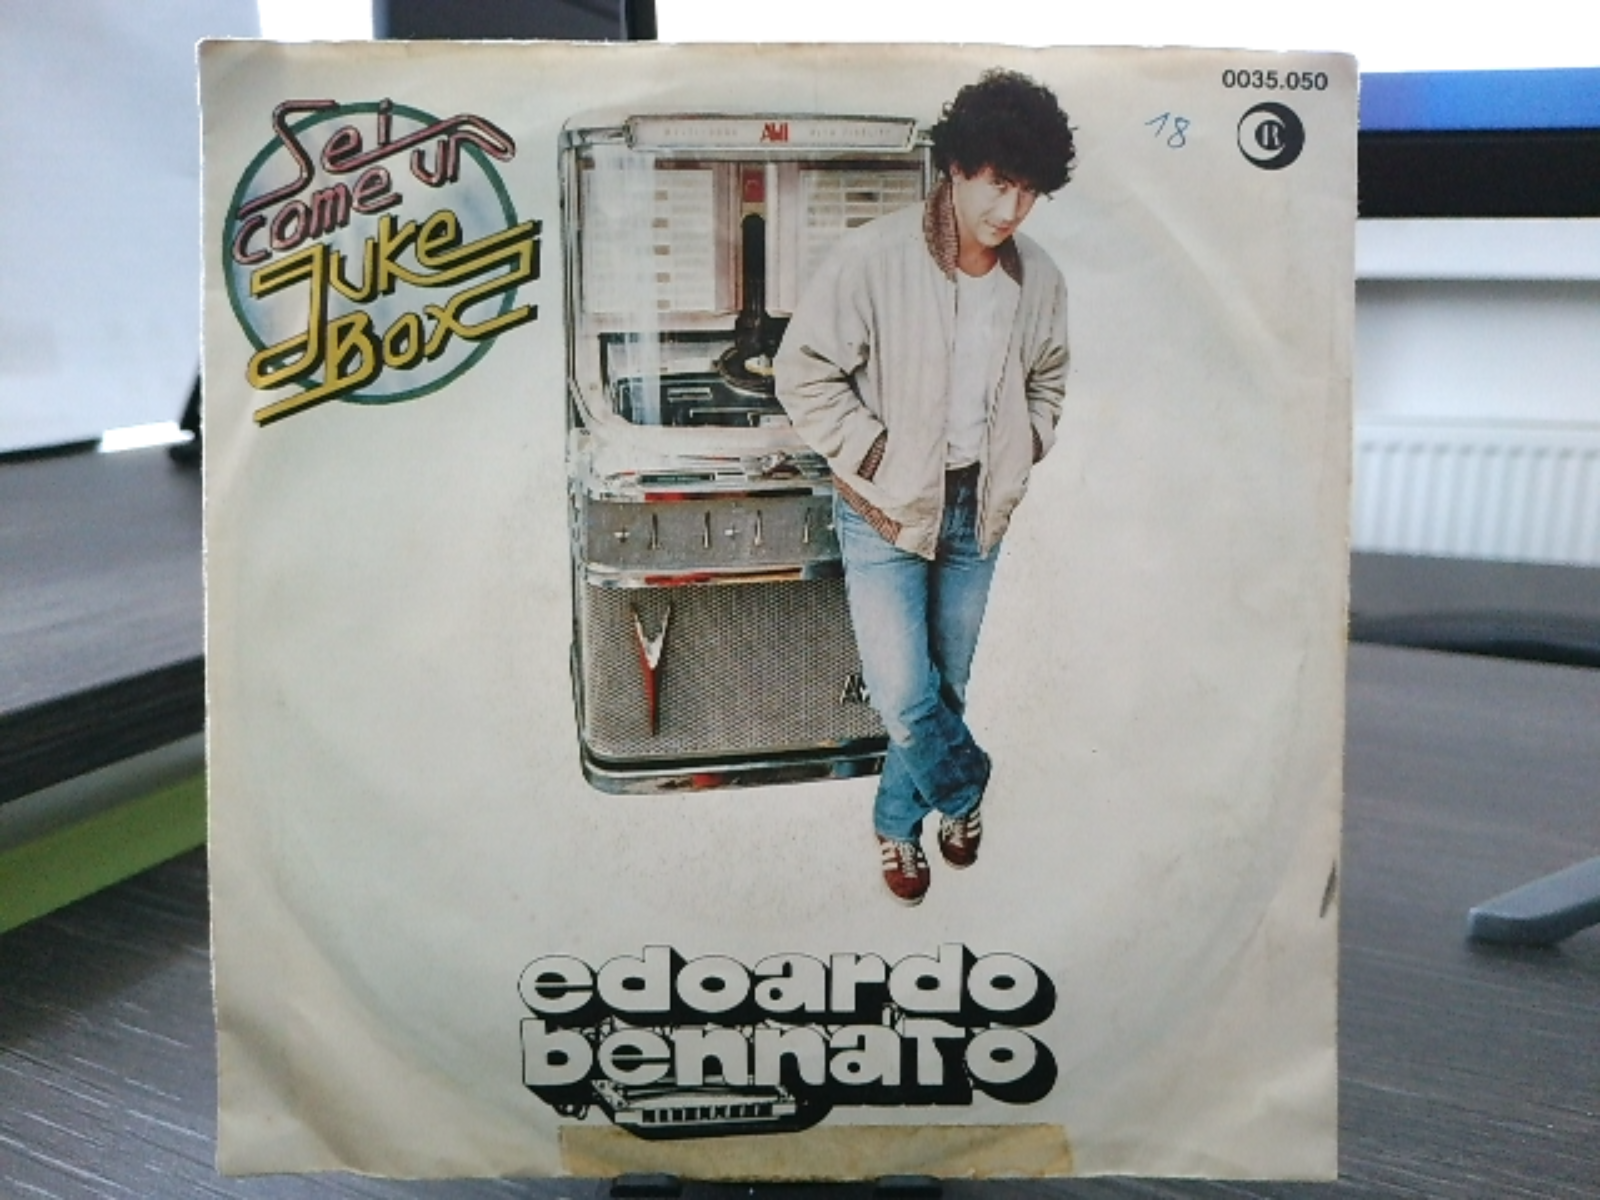 0035.050
18
R
Sei
come un
Juke
Box
AMI
edoardo
bennato